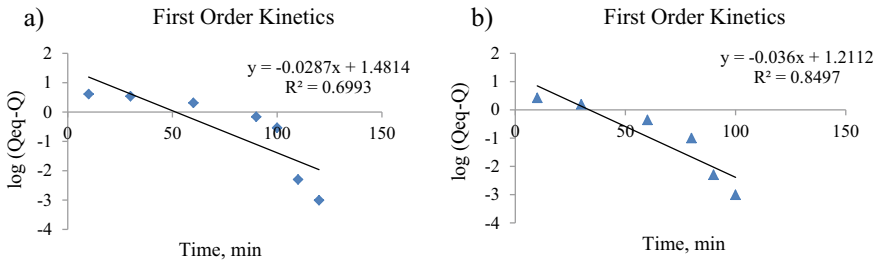 a)
First Order Kinetics
y = -0.0287x + 1.4814
R² = 0.6993
2
1
0
-1
-2
-3
-4
0
50
100
150
log (Qeq-Q)
Time, min
b)
First Order Kinetics
y = -0.036x + 1.2112
R² = 0.8497
2
1
0
-1
-2
-3
-4
0
50
100
150
log (Qeq-Q)
Time, min